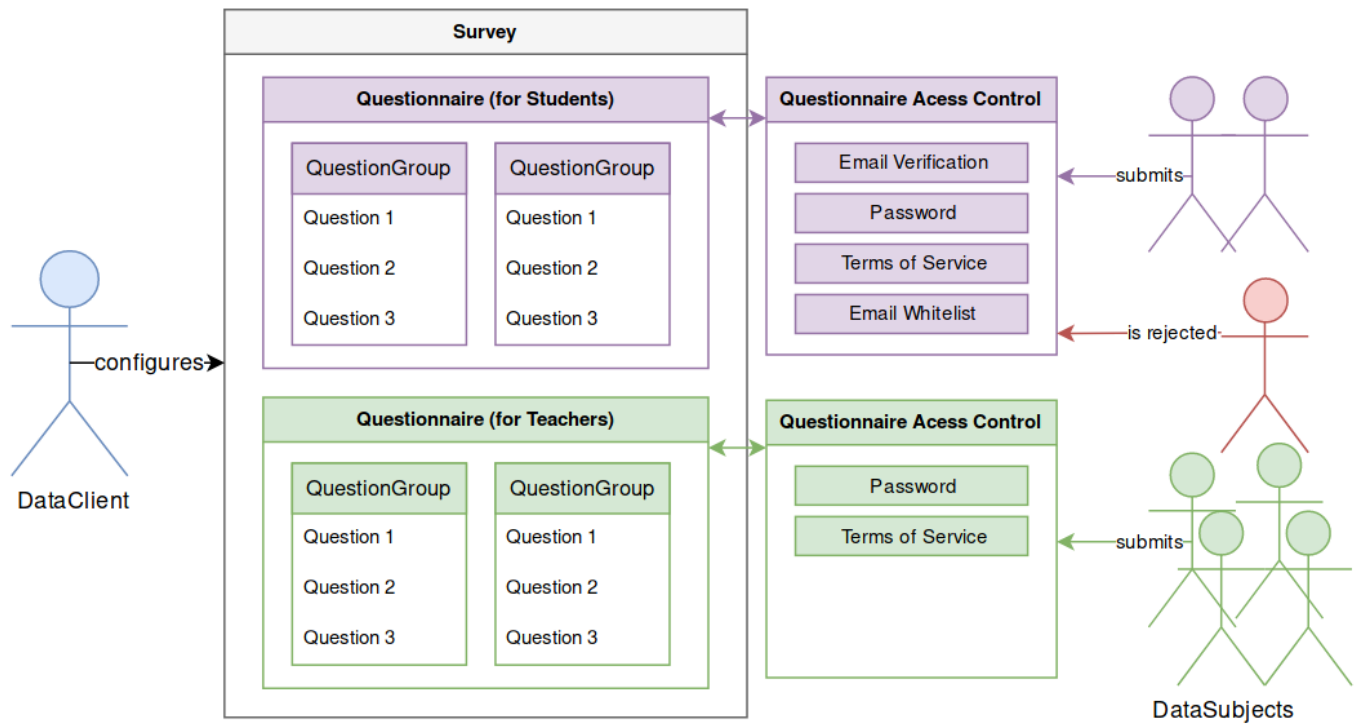 Survey
Questionnaire (for Students)
QuestionGroup
Question 1
Question 2
Question 3
QuestionGroup
Question 1
Question 2
Question 3
Questionnaire Acess Control
Email Verification
Password
Terms of Service
Email Whitelist
submits
is rejected
configures
DataClient
Questionnaire (for Teachers)
QuestionGroup
Question 1
Question 2
Question 3
QuestionGroup
Question 1
Question 2
Question 3
Questionnaire Acess Control
Password
Terms of Service
submits
DataSubjects